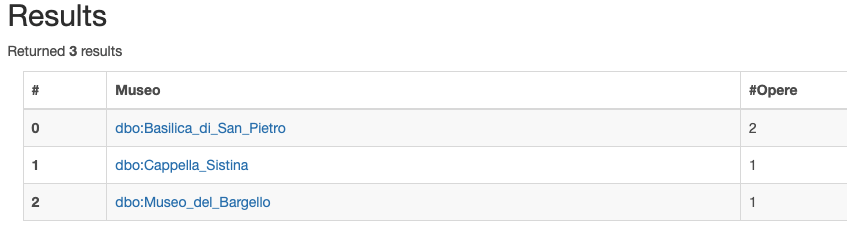 Results
Returned 3 results
# Museo #Opere
0 dbo:Basilica_di_San_Pietro 2
1 dbo:Cappella_Sistina 1
2 dbo:Museo_del_Bargello 1